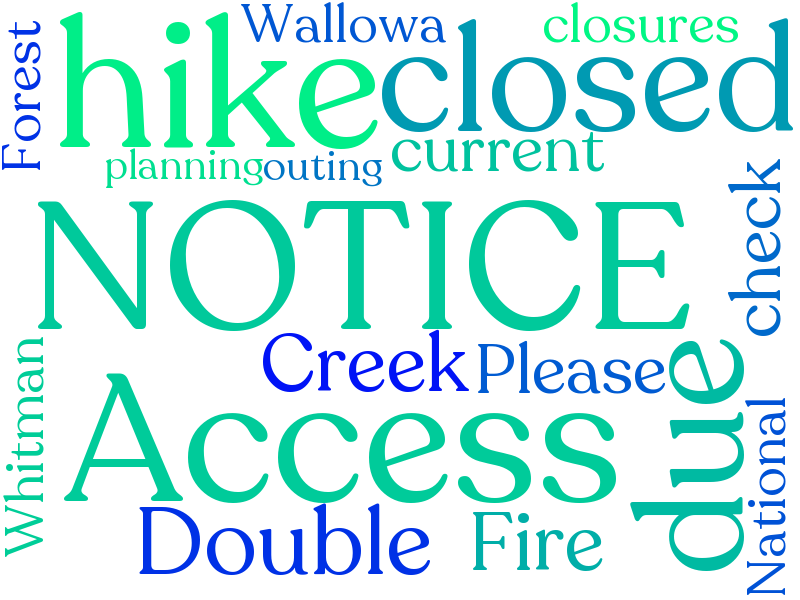 Forest
Wallowa
closures
hike
closed
planning
outing
current
check
NOTICE
Creek
Please
due
Whitman
Access
National
Double
Fire